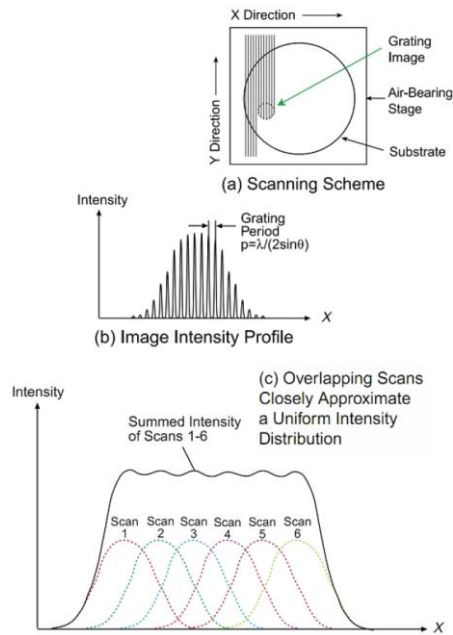 X Direction
Y Direction
Grating
Image
Air-Bearing
Stage
Substrate
(a) Scanning Scheme
Intensity
Grating
Period
p=λ/(2sinθ)
X
(b) Image Intensity Profile
Intensity
(c) Overlapping Scans
Closely Approximate
a Uniform Intensity
Distribution
Summed Intensity
of Scans 1-6
Scan
1
Scan
2
Scan
3
Scan
4
Scan
5
Scan
6
X